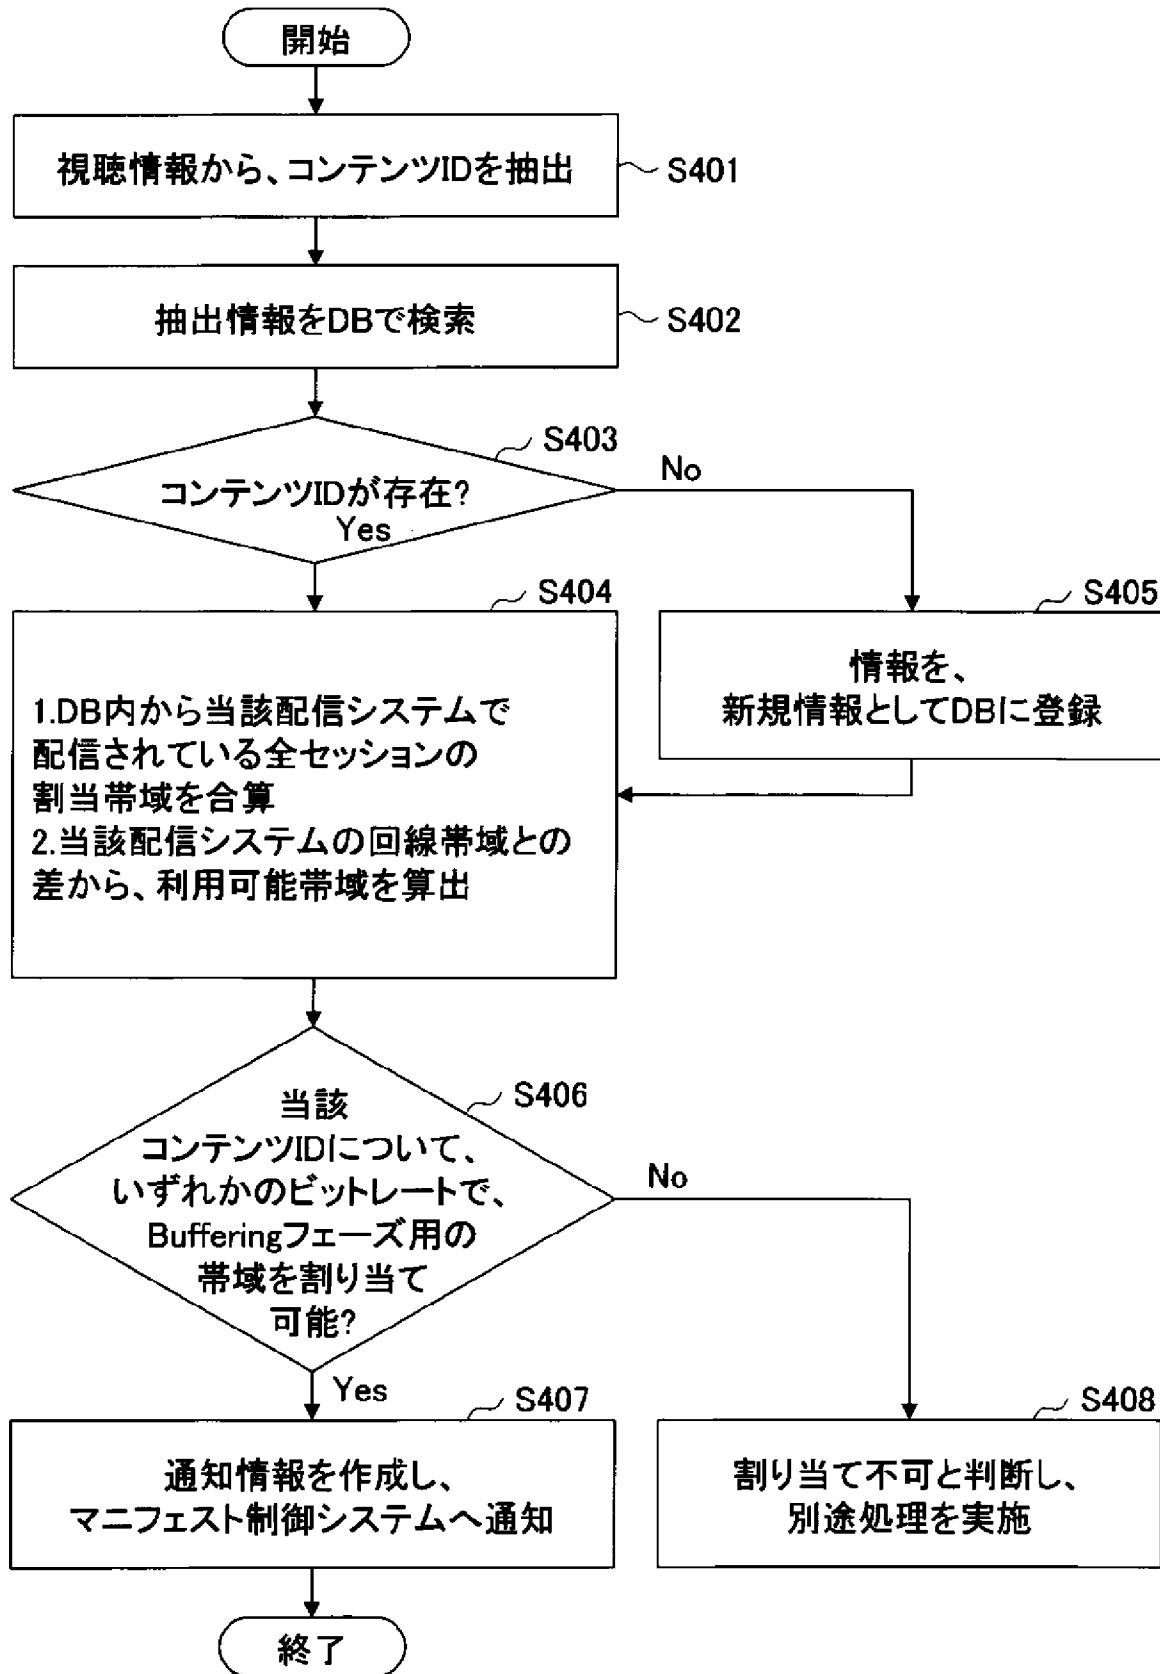 開始
視聴情報から、コンテンツIDを抽出
S401
抽出情報をDBで検索
S402
S403
コンテンツIDが存在?
Yes
No
S404
1.DB内から当該配信システムで
配信されている全セッションの
割当帯域を合算
2.当該配信システムの回線帯域との
差から、利用可能帯域を算出
S405
情報を、
新規情報としてDBに登録
S406
当該
コンテンツIDについて、
いずれかのビットレートで、
Bufferingフェーズ用の
帯域を割り当て
可能?
No
Yes
S407
通知情報を作成し、
マニフェスト制御システムへ通知
S408
割り当て不可と判断し、
別途処理を実施
終了